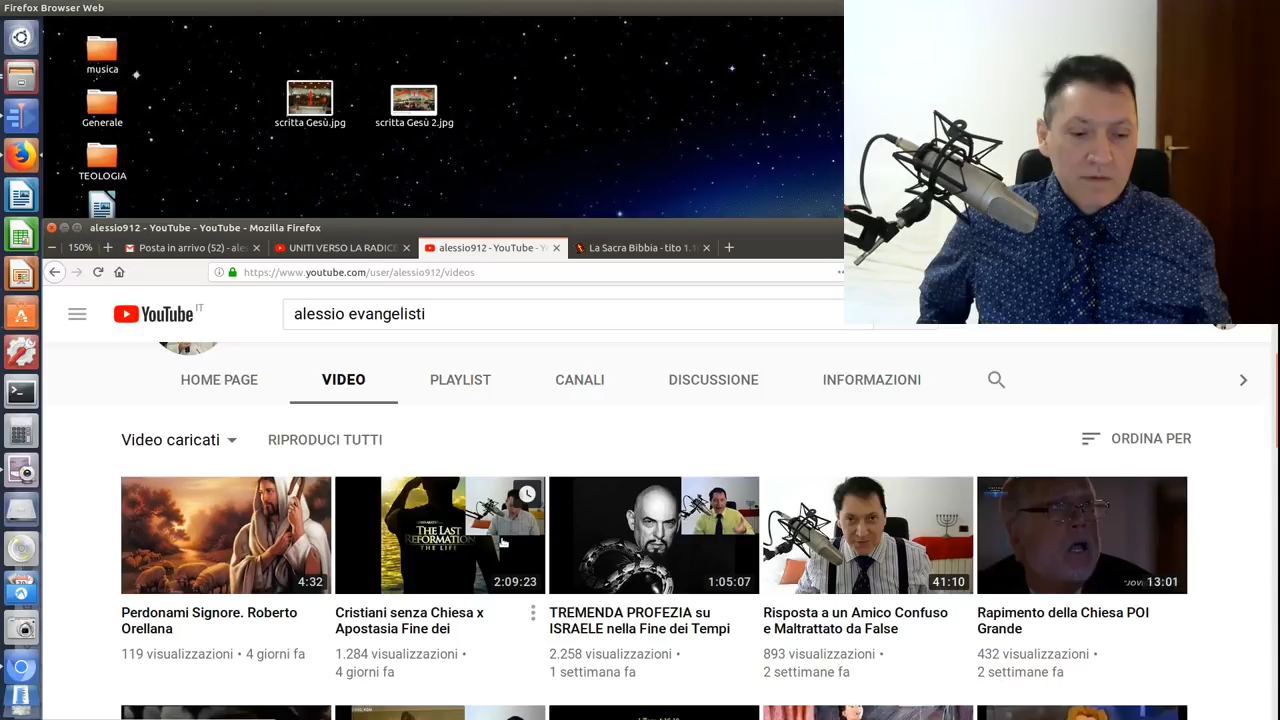 Firefox Browser Web
musica
Generale
TEOLOGIA
scritta Gesù.jpg
scritta Gesù 2.jpg
alessio912 - YouTube - YouTube - Mozilla Firefox
150%
Posta in arrivo (52) - ale
UNITI VERSO LA RADICE
alessio912 - YouTube - Y
La Sacra Bibbia - tito 1.1
https://www.youtube.com/user/alessio912/videos
YouTube IT
alessio evangelisti
HOME PAGE
VIDEO
PLAYLIST
CANALI
DISCUSSIONE
INFORMAZIONI
Video caricati
RIPRODUCI TUTTI
ORDINA PER
4:32
THE LAST
REFORMATION
THE LIFE
2:09:23
1:05:07
41:10
13:01
Perdonami Signore. Roberto
Orellana
119 visualizzazioni • 4 giorni fa
Cristiani senza Chiesa x
Apostasia Fine dei
1.284 visualizzazioni •
4 giorni fa
TREMENDA PROFEZIA su
ISRAELE nella Fine dei Tempi
2.258 visualizzazioni •
1 settimana fa
Risposta a un Amico Confuso
e Maltrattato da False
893 visualizzazioni •
2 settimane fa
Rapimento della Chiesa POI
Grande
432 visualizzazioni •
2 settimane fa